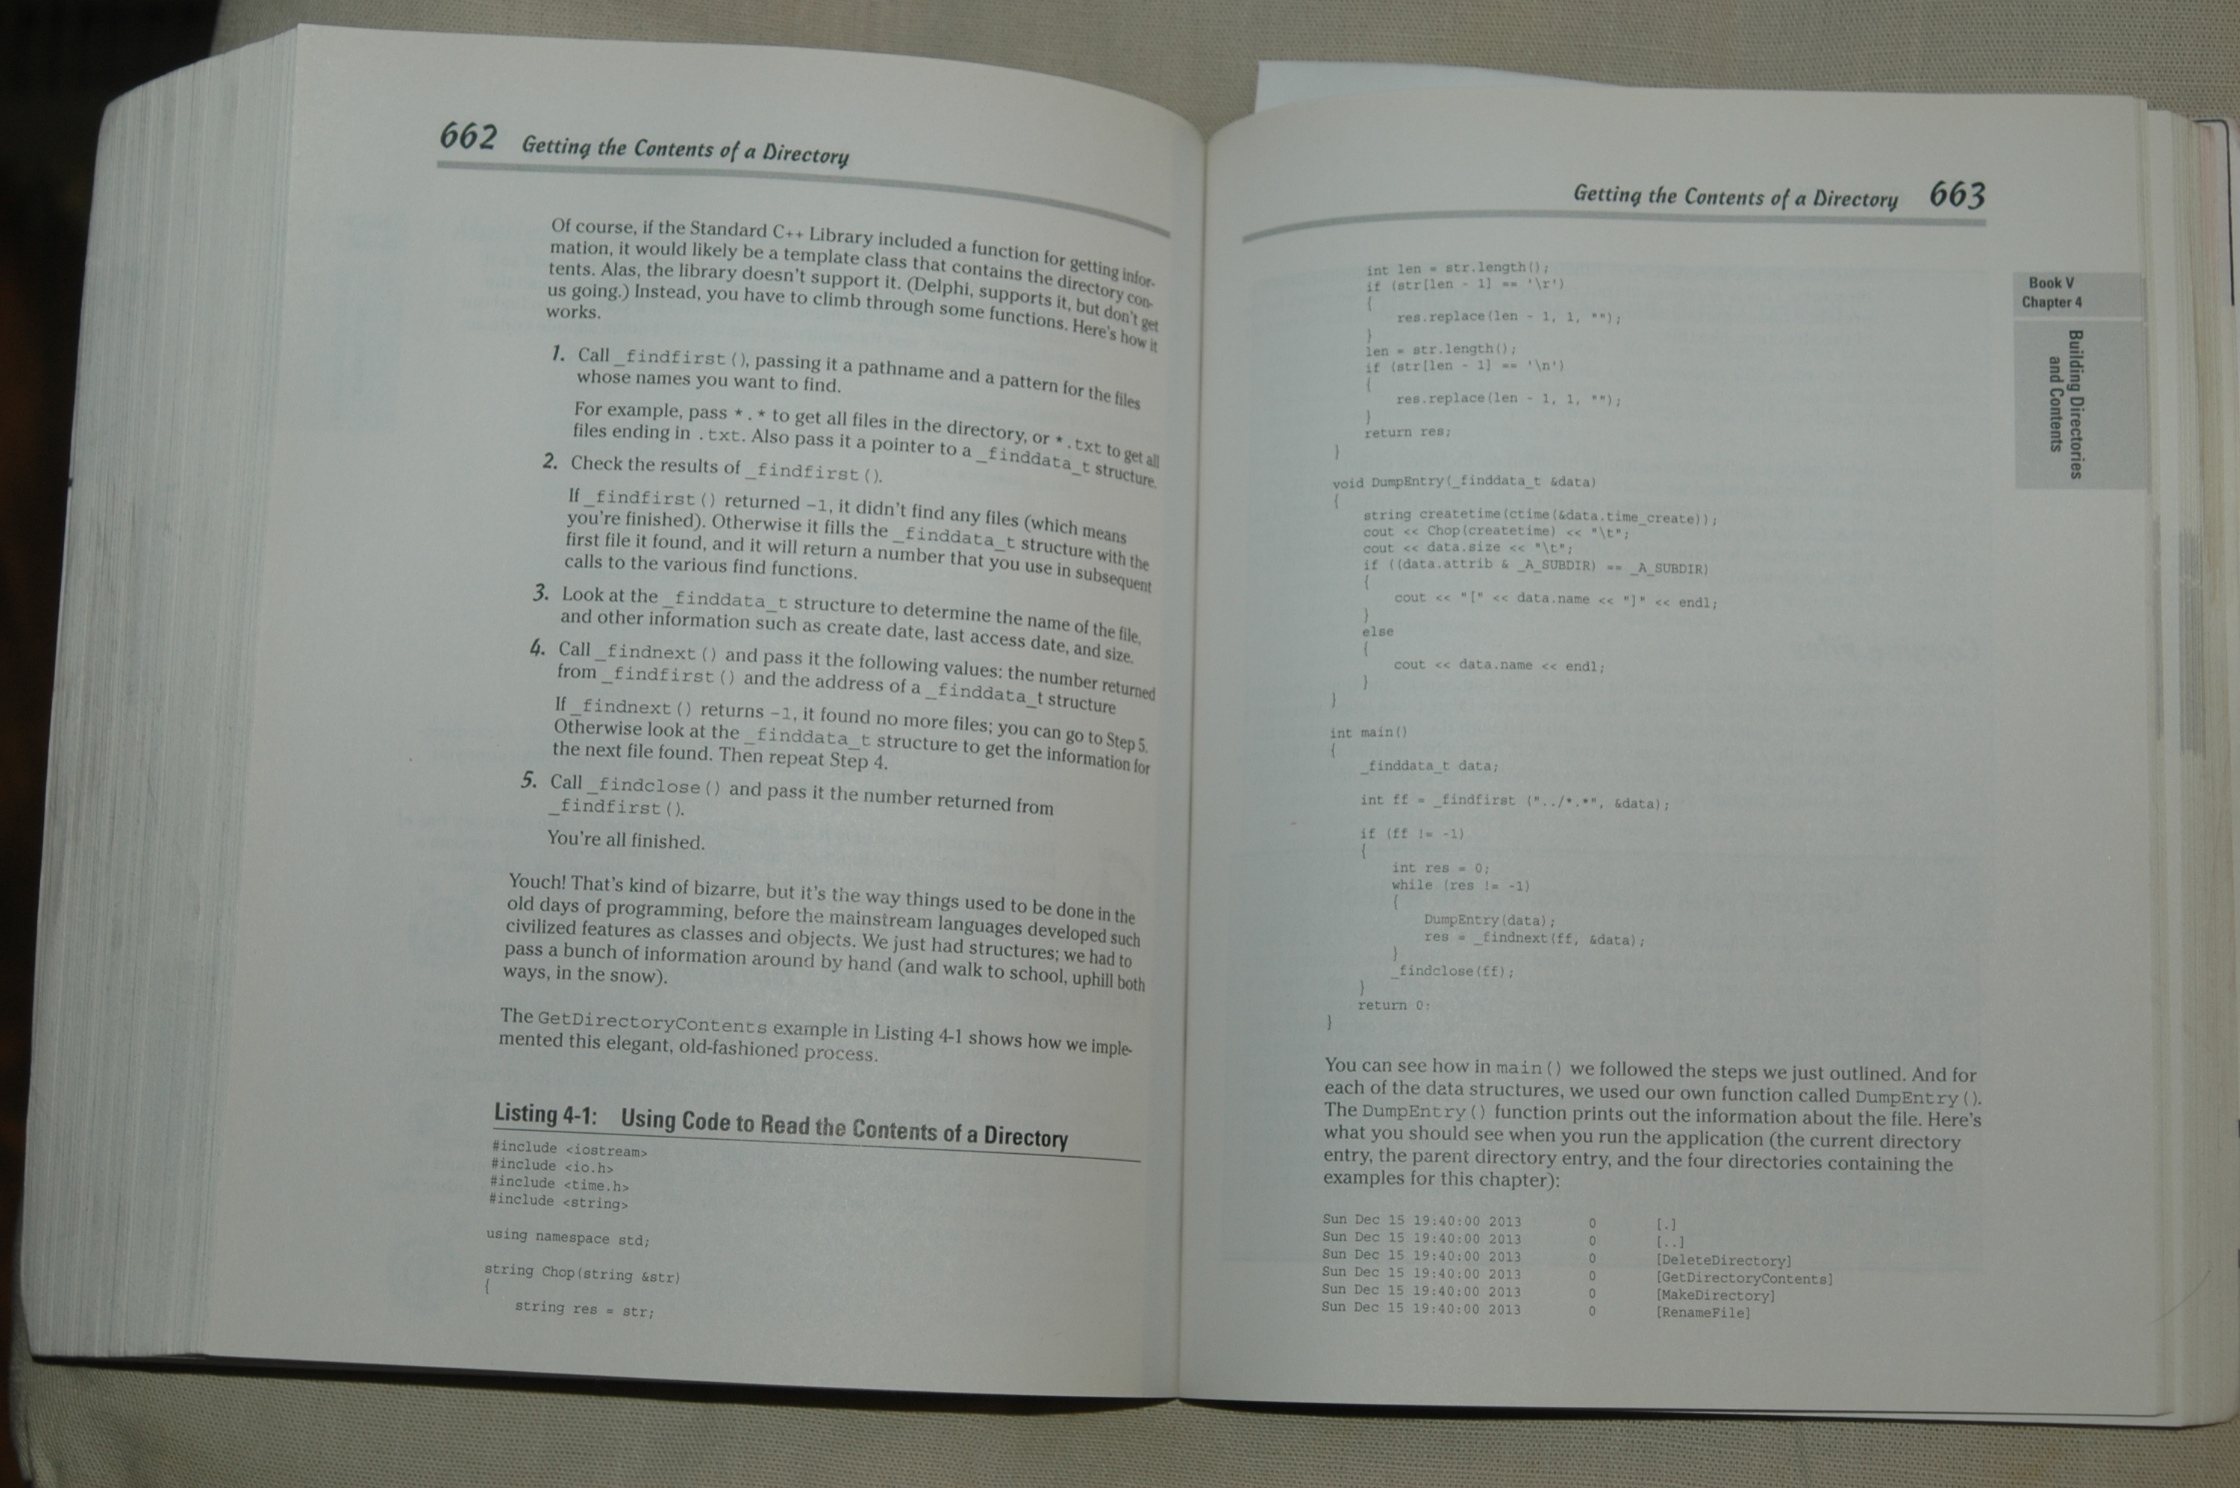 662 Getting the Contents of a Directory
Of course, if the Standard C++ Library included a function for getting infor-
mation, it would likely be a template class that contains the directory con-
tents. Alas, the library doesn't support it. (Delphi, supports it, but don't get
us going.) Instead, you have to climb through some functions. Here's how it
works.
1. Call _findfirst(), passing it a pathname and a pattern for the files
whose names you want to find.
For example, pass *.* to get all files in the directory, or *.txt to get all
files ending in .txt. Also pass it a pointer to a _finddata_t structure.
2. Check the results of _findfirst().
If _findfirst() returned -1, it didn't find any files (which means
you're finished). Otherwise it fills the _finddata_t structure with the
first file it found, and it will return a number that you use in subsequent
calls to the various find functions.
3. Look at the _finddata_t structure to determine the name of the file,
and other information such as create date, last access date, and size.
4. Call _findnext() and pass it the following values: the number returned
from _findfirst() and the address of a _finddata_t structure
If _findnext() returns -1, it found no more files; you can go to Step 5.
Otherwise look at the _finddata_t structure to get the information for
the next file found. Then repeat Step 4.
5. Call _findclose() and pass it the number returned from
_findfirst().
You're all finished.
Youch! That's kind of bizarre, but it's the way things used to be done in the
old days of programming, before the mainstream languages developed such
civilized features as classes and objects. We just had structures; we had to
pass a bunch of information around by hand (and walk to school, uphill both
ways, in the snow).
The GetDirectoryContents example in Listing 4-1 shows how we imple-
mented this elegant, old-fashioned process.
Listing 4-1: Using Code to Read the Contents of a Directory
#include <iostream>
#include <io.h>
#include <time.h>
#include <string>
using namespace std;
string Chop(string &str)
{
string res = str;
Getting the Contents of a Directory 663
int len = str.length();
if (str[len - 1] == '\r')
{
res.replace(len - 1, 1, "");
}
len = str.length();
if (str[len - 1] == '\n')
{
res.replace(len - 1, 1, "");
}
return res;
}
void DumpEntry(_finddata_t &data)
{
string createtime(ctime(&data.time_create));
cout << Chop(createtime) << "\t";
cout << data.size << "\t";
if ((data.attrib & _A_SUBDIR) == _A_SUBDIR)
{
cout << "[" << data.name << "]" << endl;
}
else
{
cout << data.name << endl;
}
}
int main()
{
_finddata_t data;
int ff = _findfirst ("../*.*", &data);
if (ff != -1)
{
int res = 0;
while (res != -1)
{
DumpEntry(data);
res = _findnext(ff, &data);
}
_findclose(ff);
}
return 0;
}
You can see how in main() we followed the steps we just outlined. And for
each of the data structures, we used our own function called DumpEntry().
The DumpEntry() function prints out the information about the file. Here's
what you should see when you run the application (the current directory
entry, the parent directory entry, and the four directories containing the
examples for this chapter):
Sun Dec 15 19:40:00 2013 0 [.]
Sun Dec 15 19:40:00 2013 0 [..]
Sun Dec 15 19:40:00 2013 0 [DeleteDirectory]
Sun Dec 15 19:40:00 2013 0 [GetDirectoryContents]
Sun Dec 15 19:40:00 2013 0 [MakeDirectory]
Sun Dec 15 19:40:00 2013 0 [RenameFile]
Book V
Chapter 4
Building Directories
and Contents